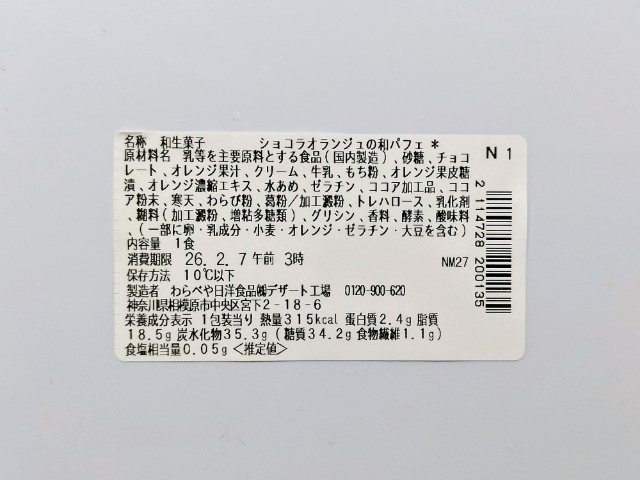 名称　和生菓子　ショコラオランジュの和パフェ＊
原材料名　乳等を主要原料とする食品(国内製造)、砂糖、チョコ
レート、オレンジ果汁、クリーム、牛乳、もち粉、オレンジ果皮糖
漬、オレンジ濃縮エキス、水あめ、ゼラチン、ココア加工品、ココ
ア粉末、寒天、わらび粉、葛粉/加工澱粉、トレハロース、乳化剤
、糊料(加工澱粉、増粘多糖類)、グリシン、香料、酵素、酸味料
、(一部に卵・乳成分・小麦・オレンジ・ゼラチン・大豆を含む)
内容量　1食
消費期限　26.2.7午前 3時
保存方法　10℃以下
製造者　わらべや日洋食品㈱デザート工場　0120-900-620
神奈川県相模原市中央区宮下2-18-6
栄養成分表示 1包装当り 熱量315kcal 蛋白質2.4g 脂質
18.5g 炭水化物35.3g(糖質34.2g 食物繊維1.1g)
食塩相当量0.05g<推定値>
N1
2 114728 200135
NM27